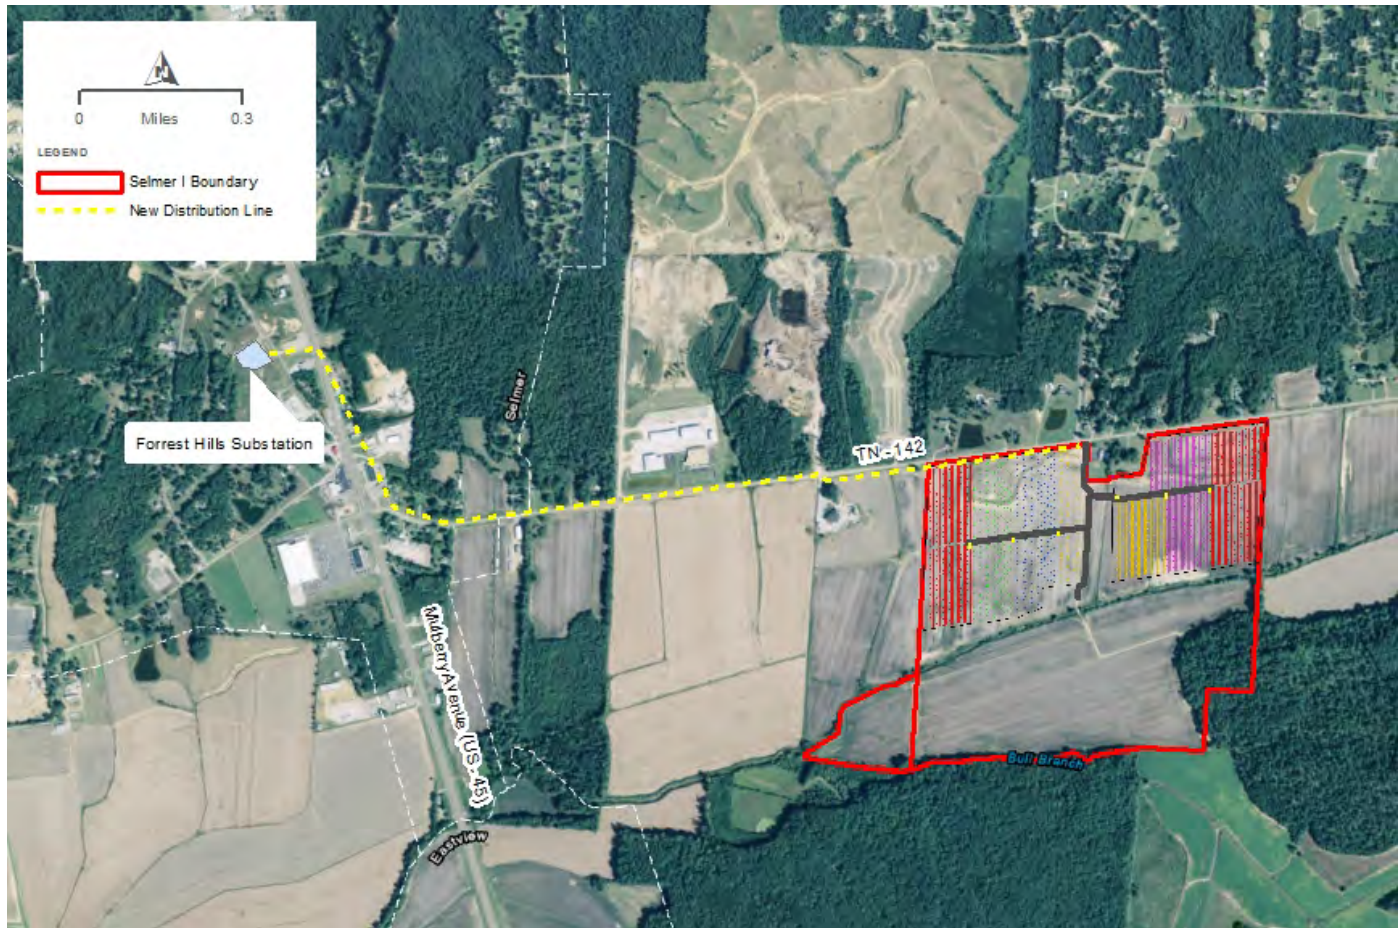 N
0 Miles 0.3
LEGEND
Selmer I Boundary
New Distribution Line
Selmer
Forrest Hills Substation
TN - 142
Mulberry Avenue (US - 45)
Bull Branch
Eastview